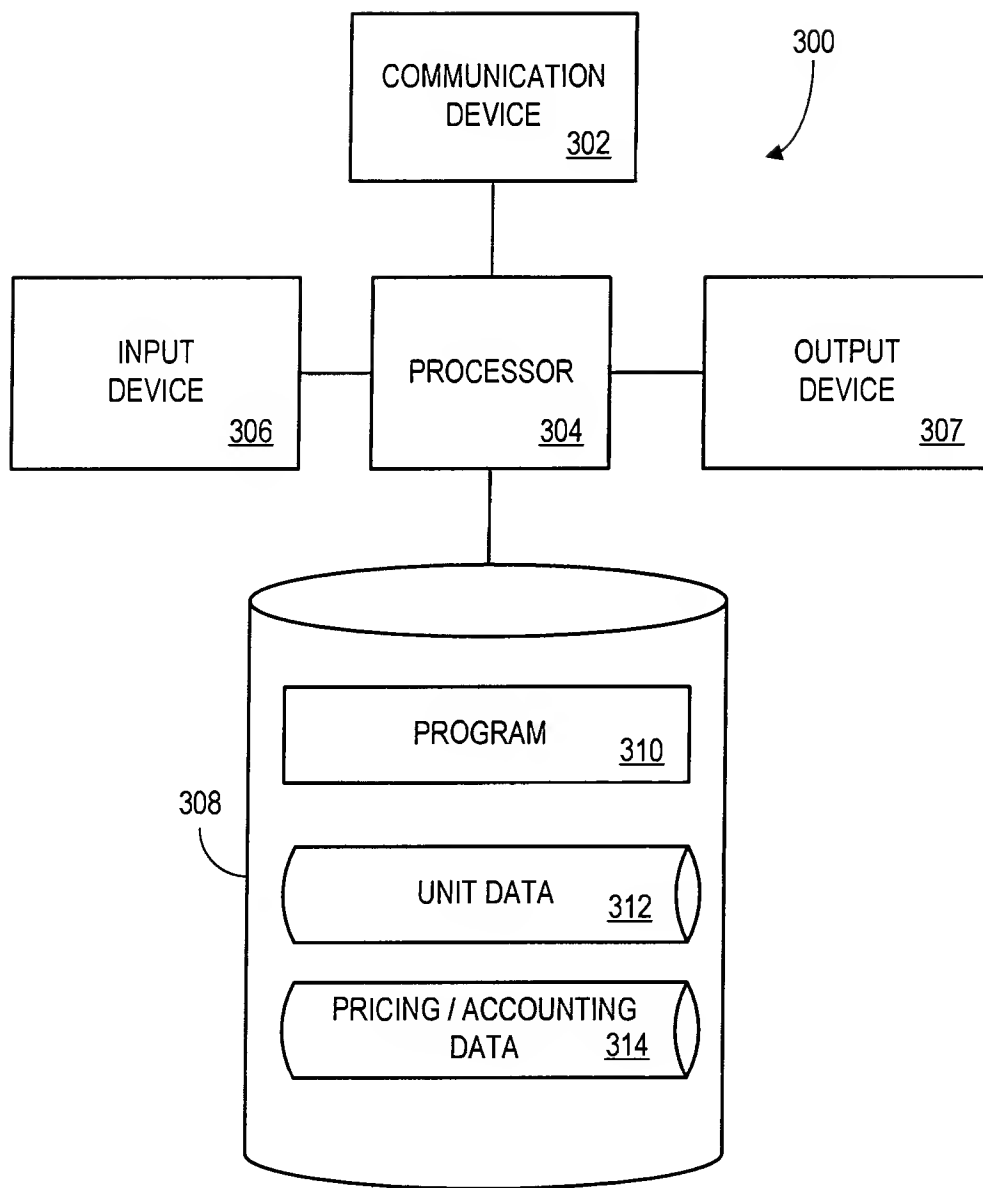 COMMUNICATION
DEVICE
302
300
INPUT
DEVICE
306
PROCESSOR
304
OUTPUT
DEVICE
307
308
PROGRAM
310
UNIT DATA
312
PRICING / ACCOUNTING
DATA
314